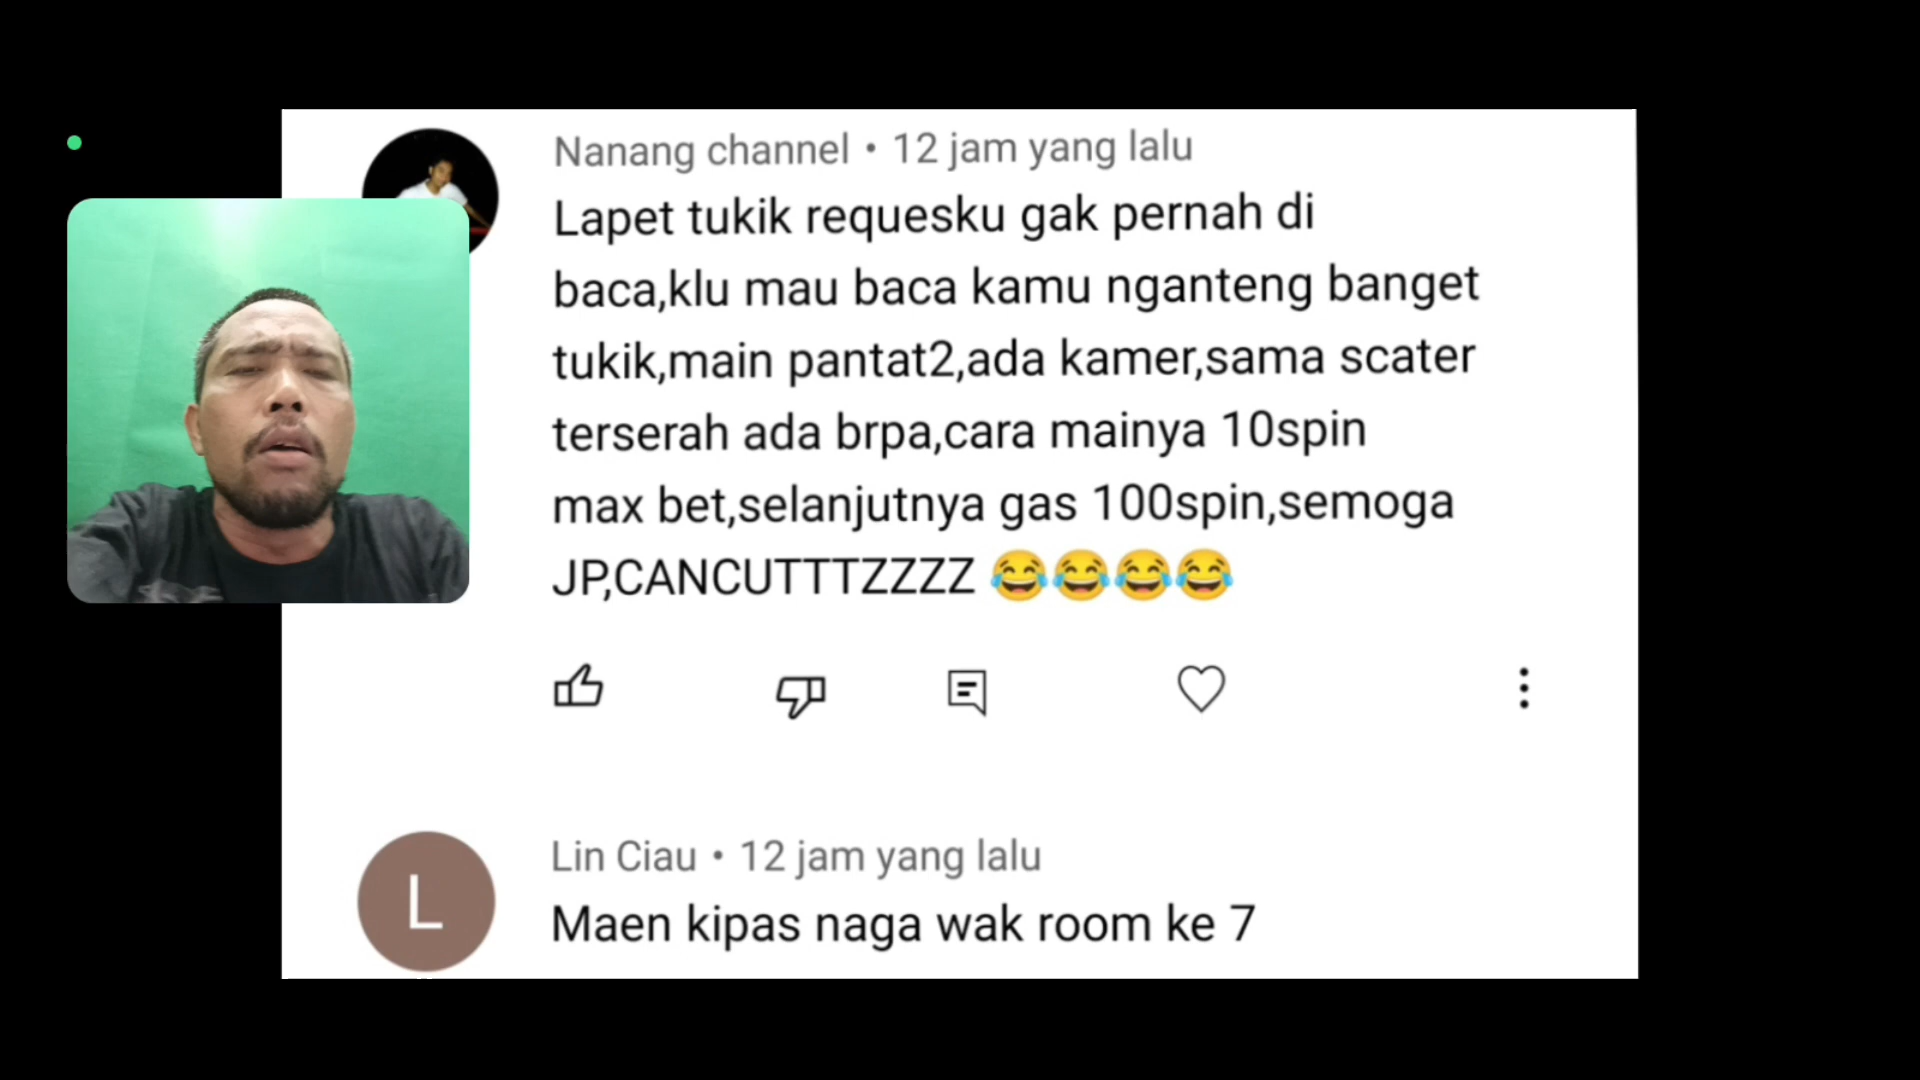 Nanang channel • 12 jam yang lalu
Lapet tukik requesku gak pernah di
baca,klu mau baca kamu nganteng banget
tukik,main pantat2,ada kamer,sama scater
terserah ada brpa,cara mainya 10spin
max bet,selanjutnya gas 100spin,semoga
JP,CANCUTTTZZZZ 😂😂😂😂
L
Lin Ciau • 12 jam yang lalu
Maen kipas naga wak room ke 7